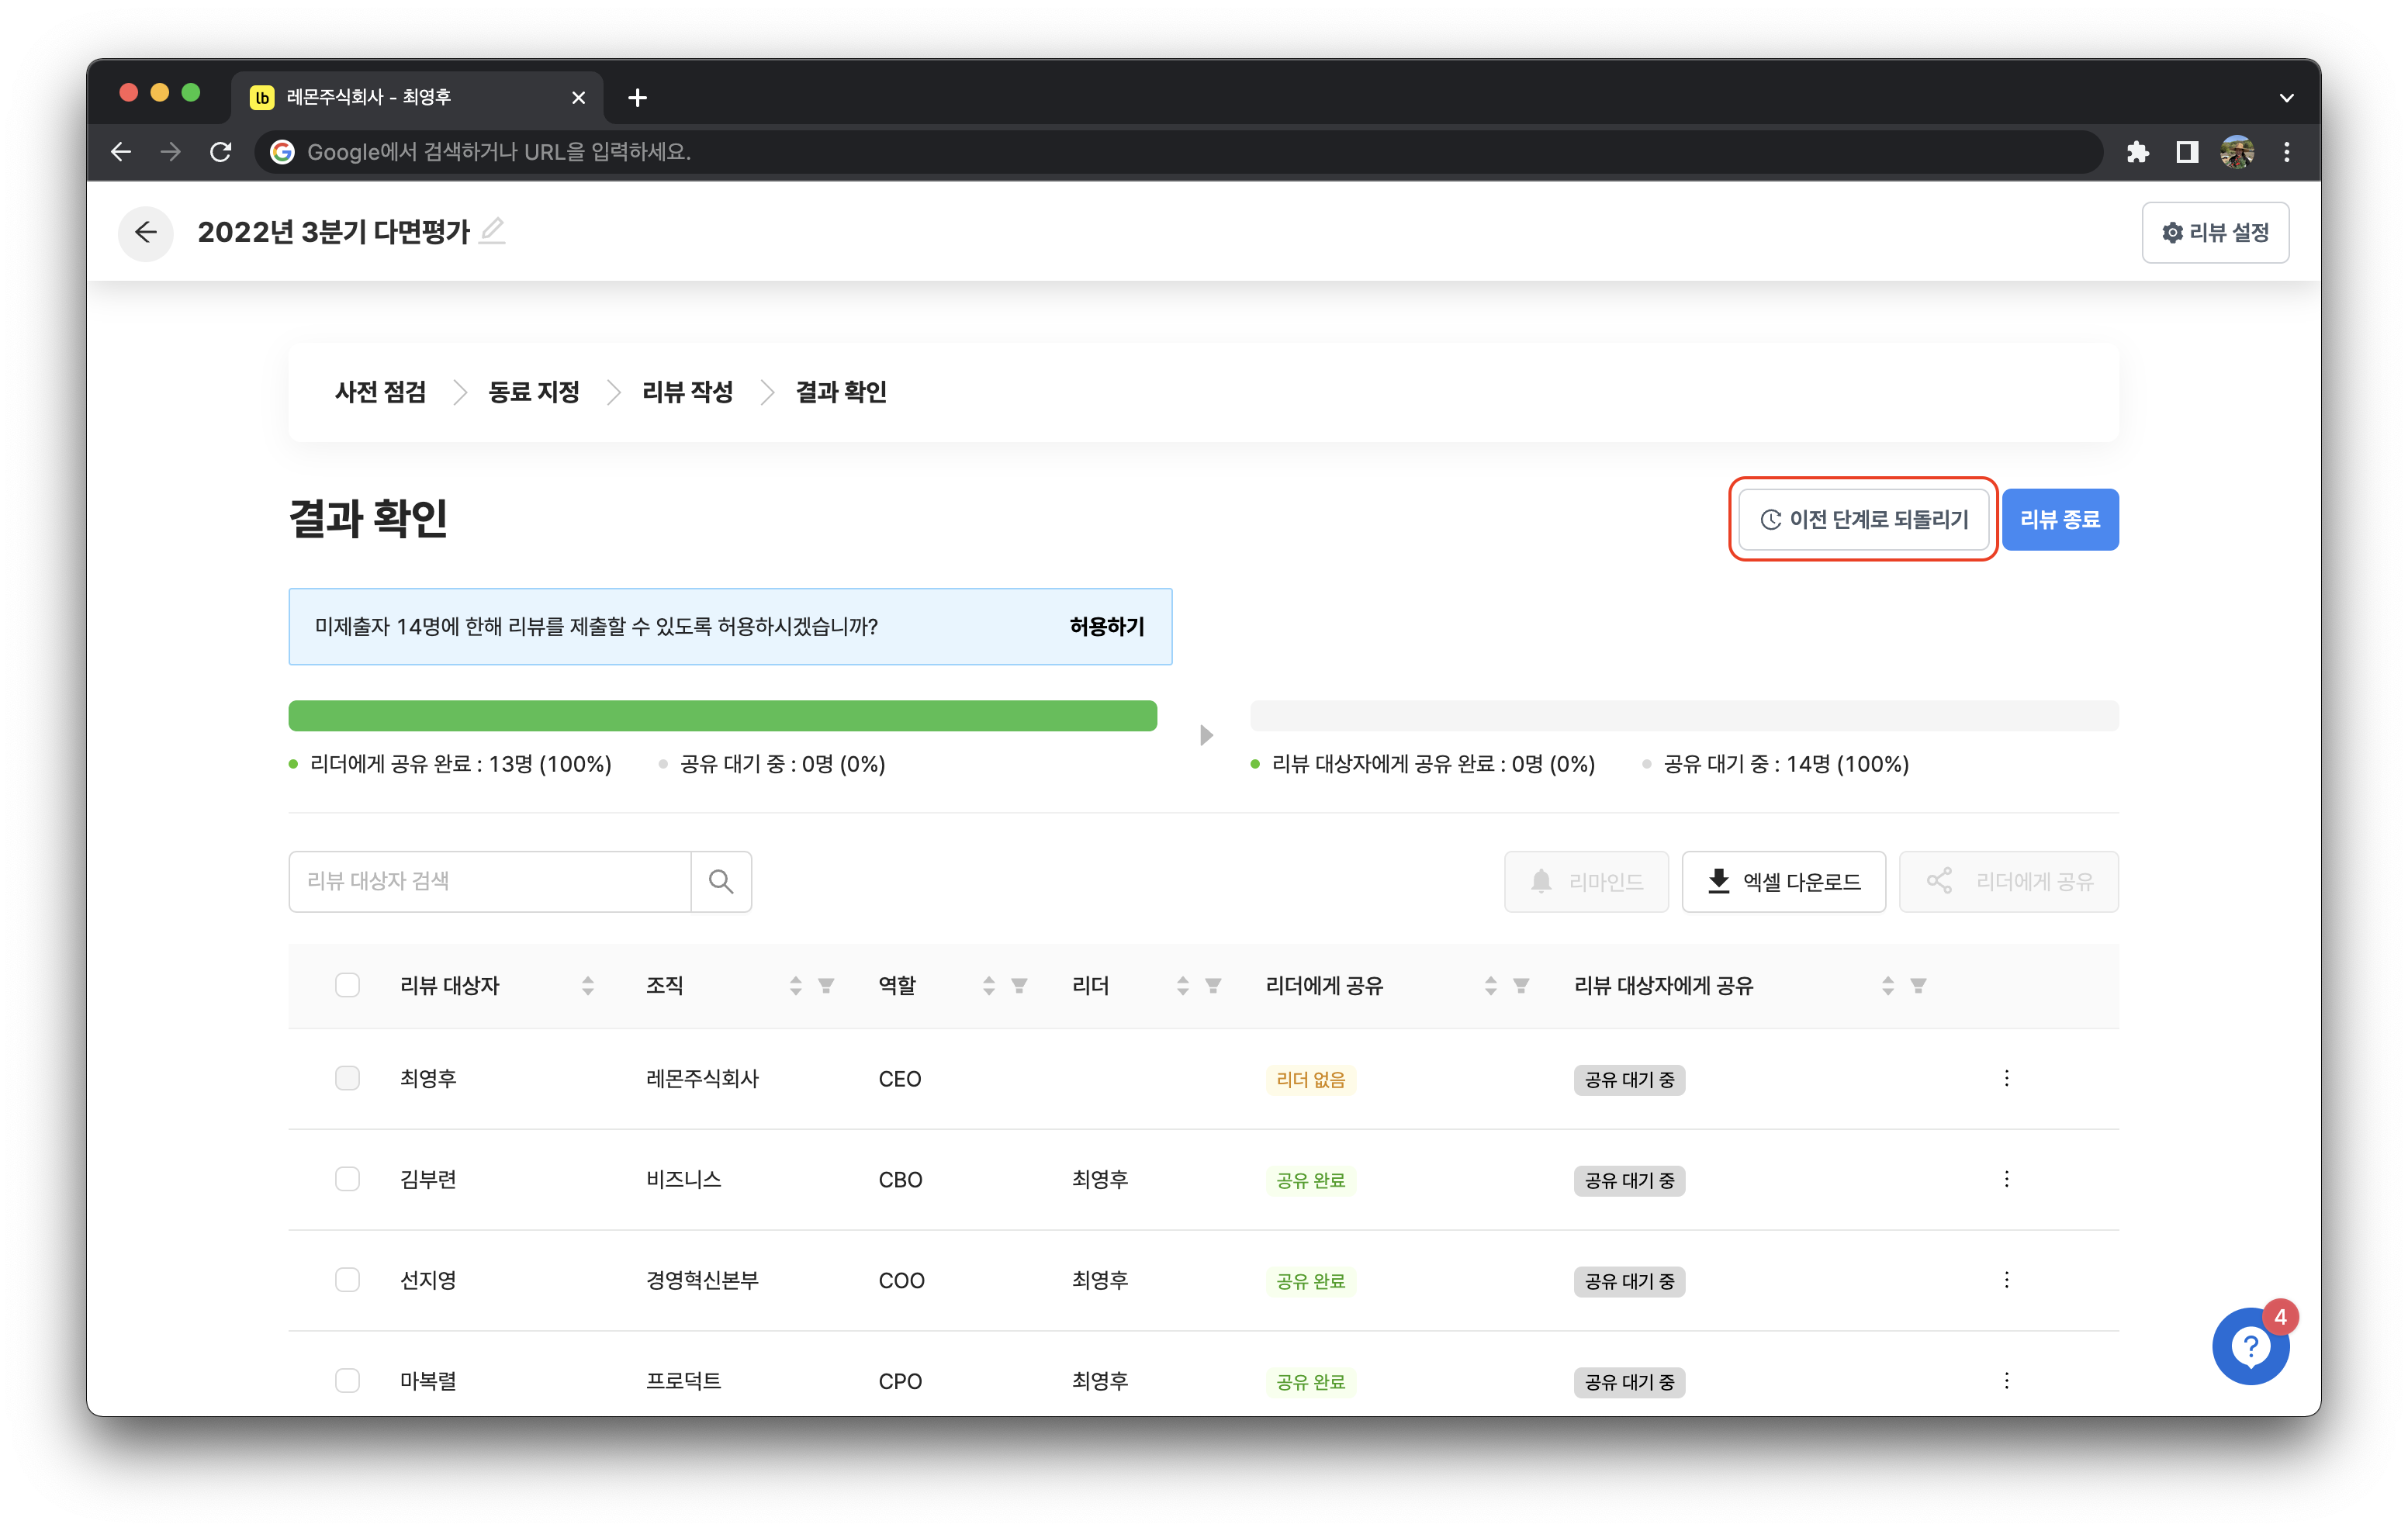 lb 레몬주식회사 - 최영후
Google에서 검색하거나 URL을 입력하세요.
2022년 3분기 다면평가
리뷰 설정
사전 점검 동료 지정 리뷰 작성 결과 확인
결과 확인
이전 단계로 되돌리기
리뷰 종료
미제출자 14명에 한해 리뷰를 제출할 수 있도록 허용하시겠습니까? 허용하기
리더에게 공유 완료 : 13명 (100%) 공유 대기 중 : 0명 (0%)
리뷰 대상자에게 공유 완료 : 0명 (0%) 공유 대기 중 : 14명 (100%)
리뷰 대상자 검색
리마인드 엑셀 다운로드 리더에게 공유
리뷰 대상자 조직 역할 리더 리더에게 공유 리뷰 대상자에게 공유
최영후 레몬주식회사 CEO 리더 없음 공유 대기 중
김부련 비즈니스 CBO 최영후 공유 완료 공유 대기 중
선지영 경영혁신본부 COO 최영후 공유 완료 공유 대기 중
마복렬 프로덕트 CPO 최영후 공유 완료 공유 대기 중
4
?